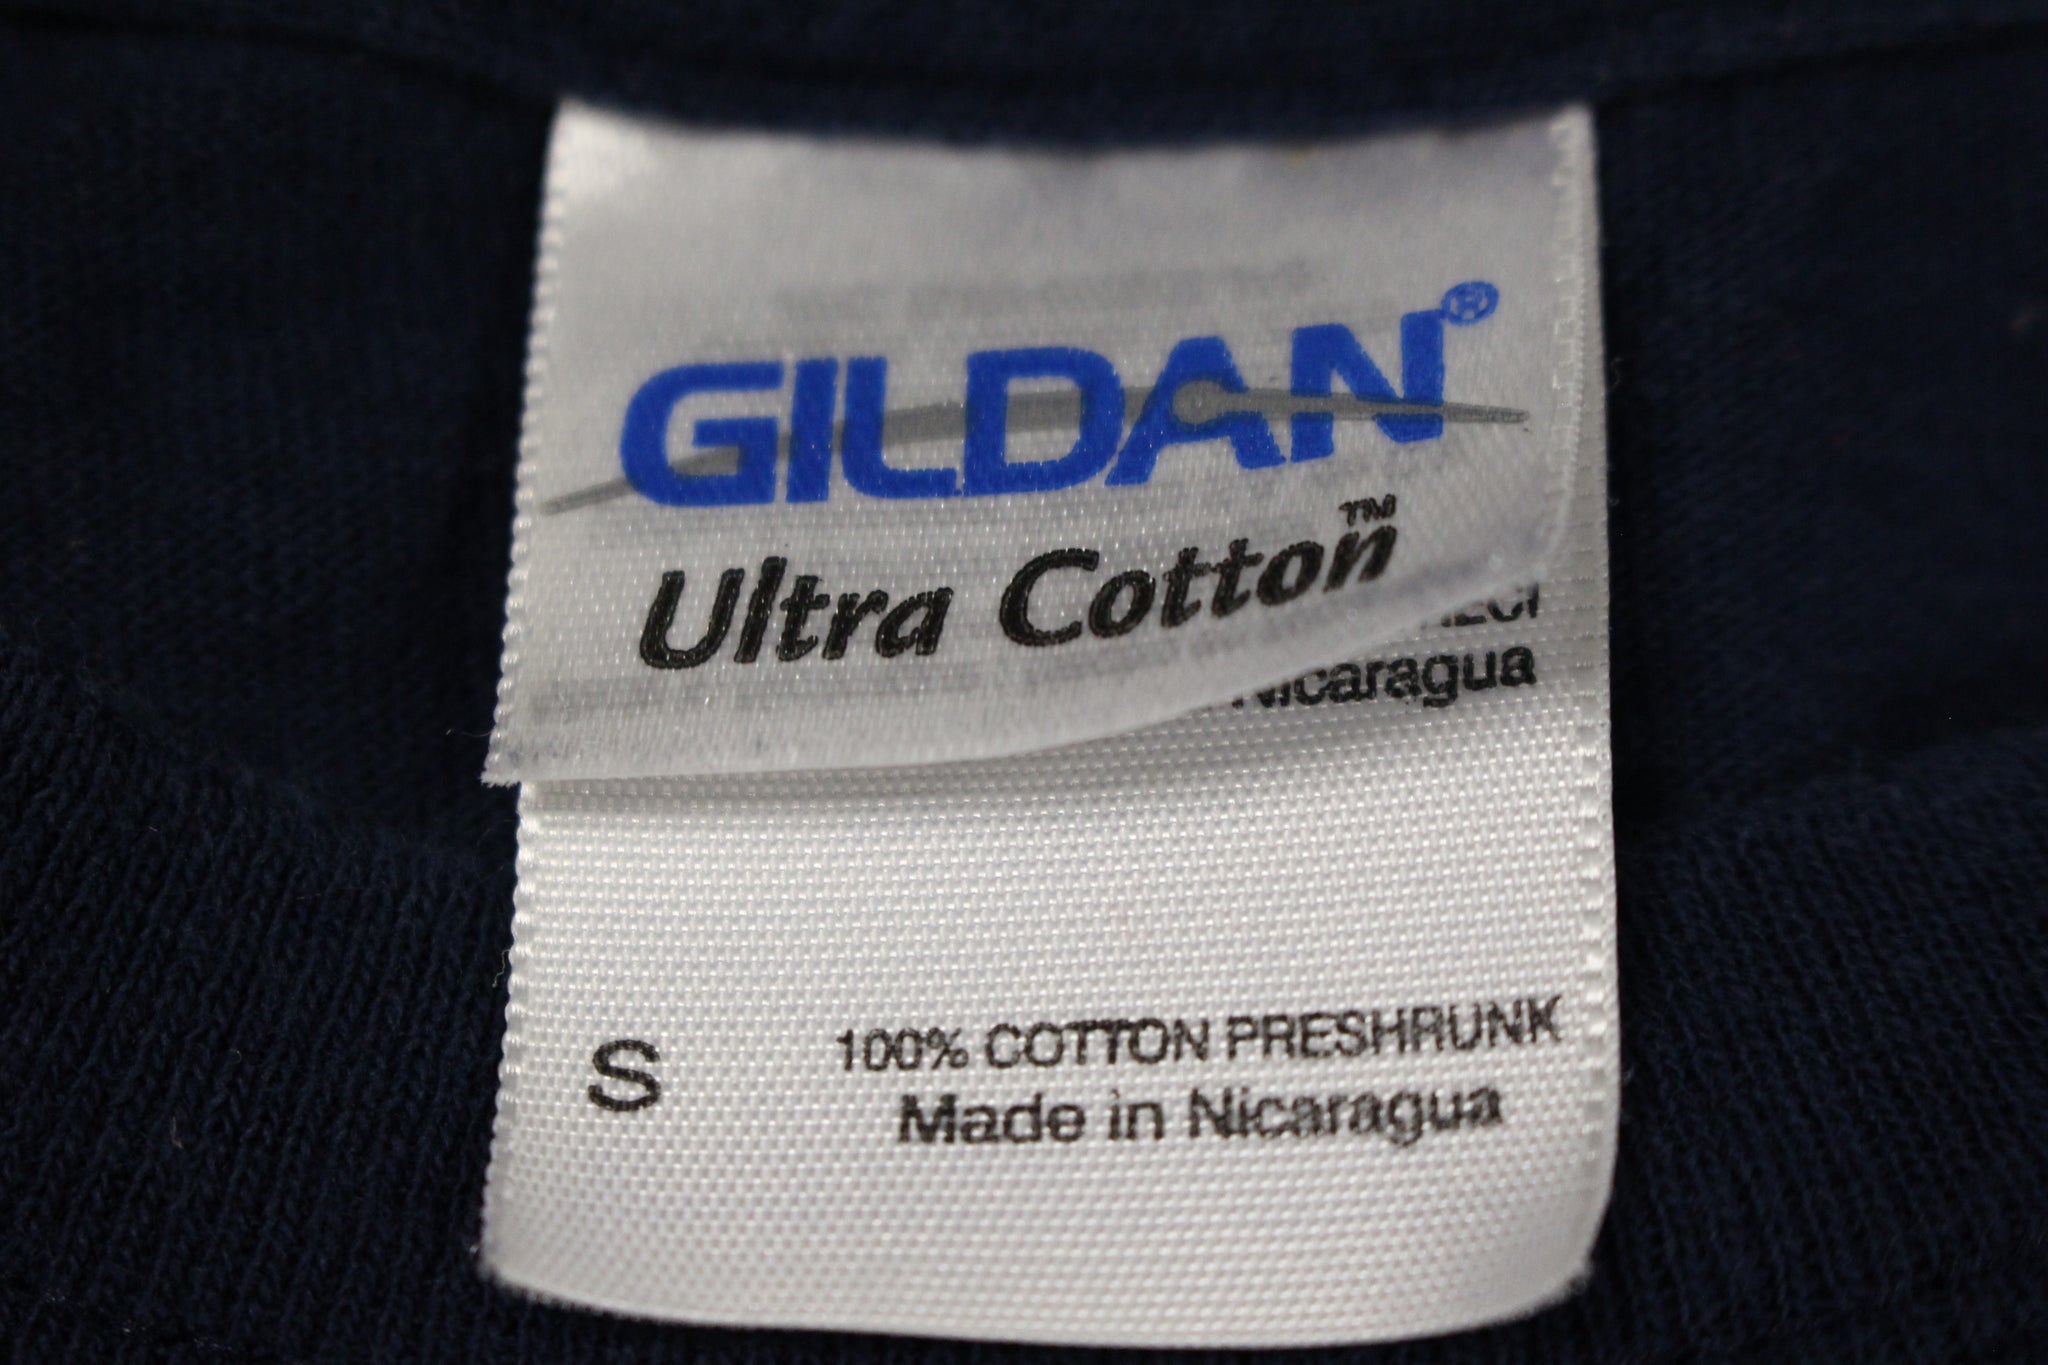 GILDAN®
Ultra Cotton™
Nicaragua
S 100% COTTON PRESHRUNK
Made in Nicaragua